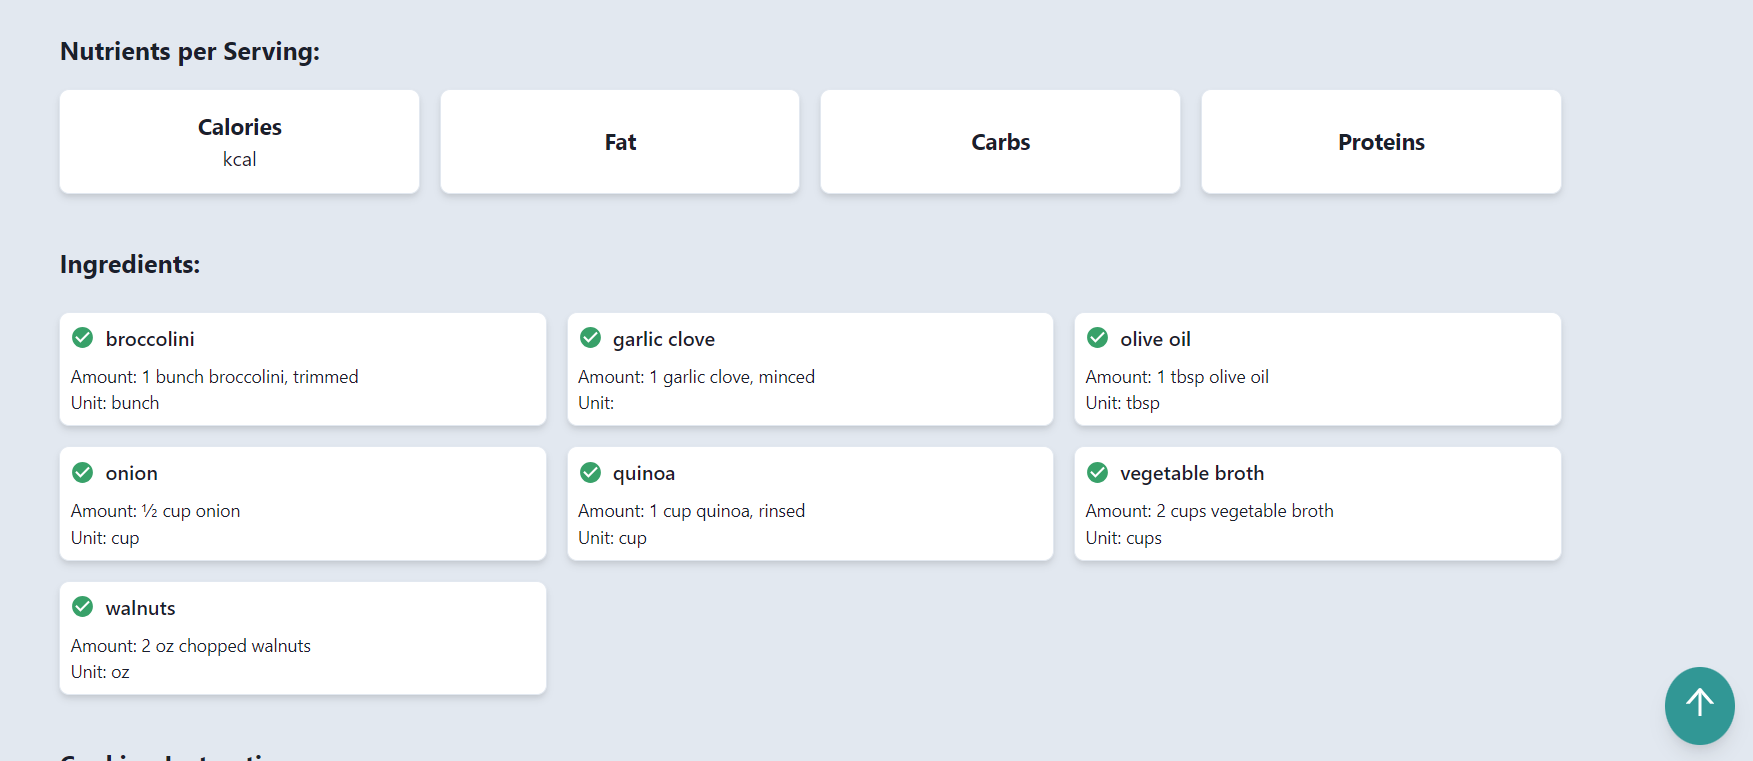 Nutrients per Serving:
Calories
kcal
Fat
Carbs
Proteins
Ingredients:
broccolini
Amount: 1 bunch broccolini, trimmed
Unit: bunch
garlic clove
Amount: 1 garlic clove, minced
Unit:
olive oil
Amount: 1 tbsp olive oil
Unit: tbsp
onion
Amount: ½ cup onion
Unit: cup
quinoa
Amount: 1 cup quinoa, rinsed
Unit: cup
vegetable broth
Amount: 2 cups vegetable broth
Unit: cups
walnuts
Amount: 2 oz chopped walnuts
Unit: oz